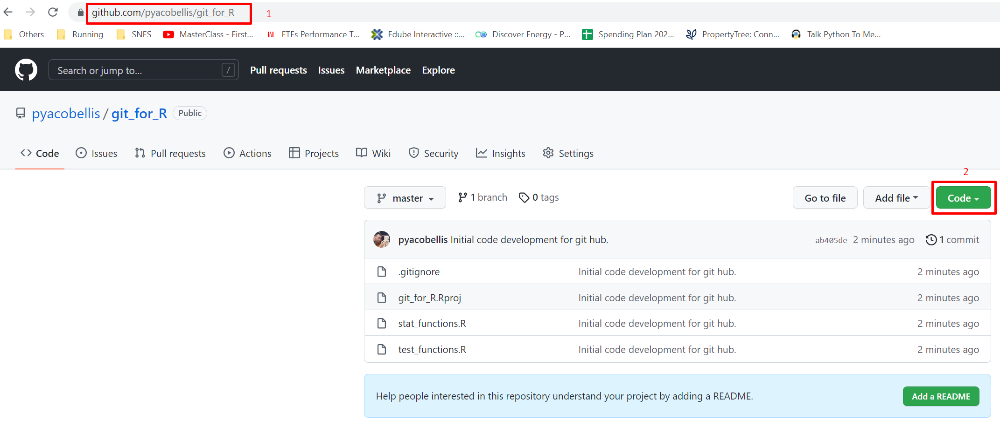 github.com/pyacobellis/git_for_R 1
Others Running SNES MasterClass - First... ETFs Performance T... Edube Interactive ::... Discover Energy - P... Spending Plan 202... PropertyTree: Conn... Talk Python To Me...
Search or jump to... / Pull requests Issues Marketplace Explore
pyacobellis / git_for_R Public
Code Issues Pull requests Actions Projects Wiki Security Insights Settings
2
master 1 branch 0 tags Go to file Add file Code
pyacobellis Initial code development for git hub. ab405de 2 minutes ago 1 commit
.gitignore Initial code development for git hub. 2 minutes ago
git_for_R.Rproj Initial code development for git hub. 2 minutes ago
stat_functions.R Initial code development for git hub. 2 minutes ago
test_functions.R Initial code development for git hub. 2 minutes ago
Help people interested in this repository understand your project by adding a README. Add a README